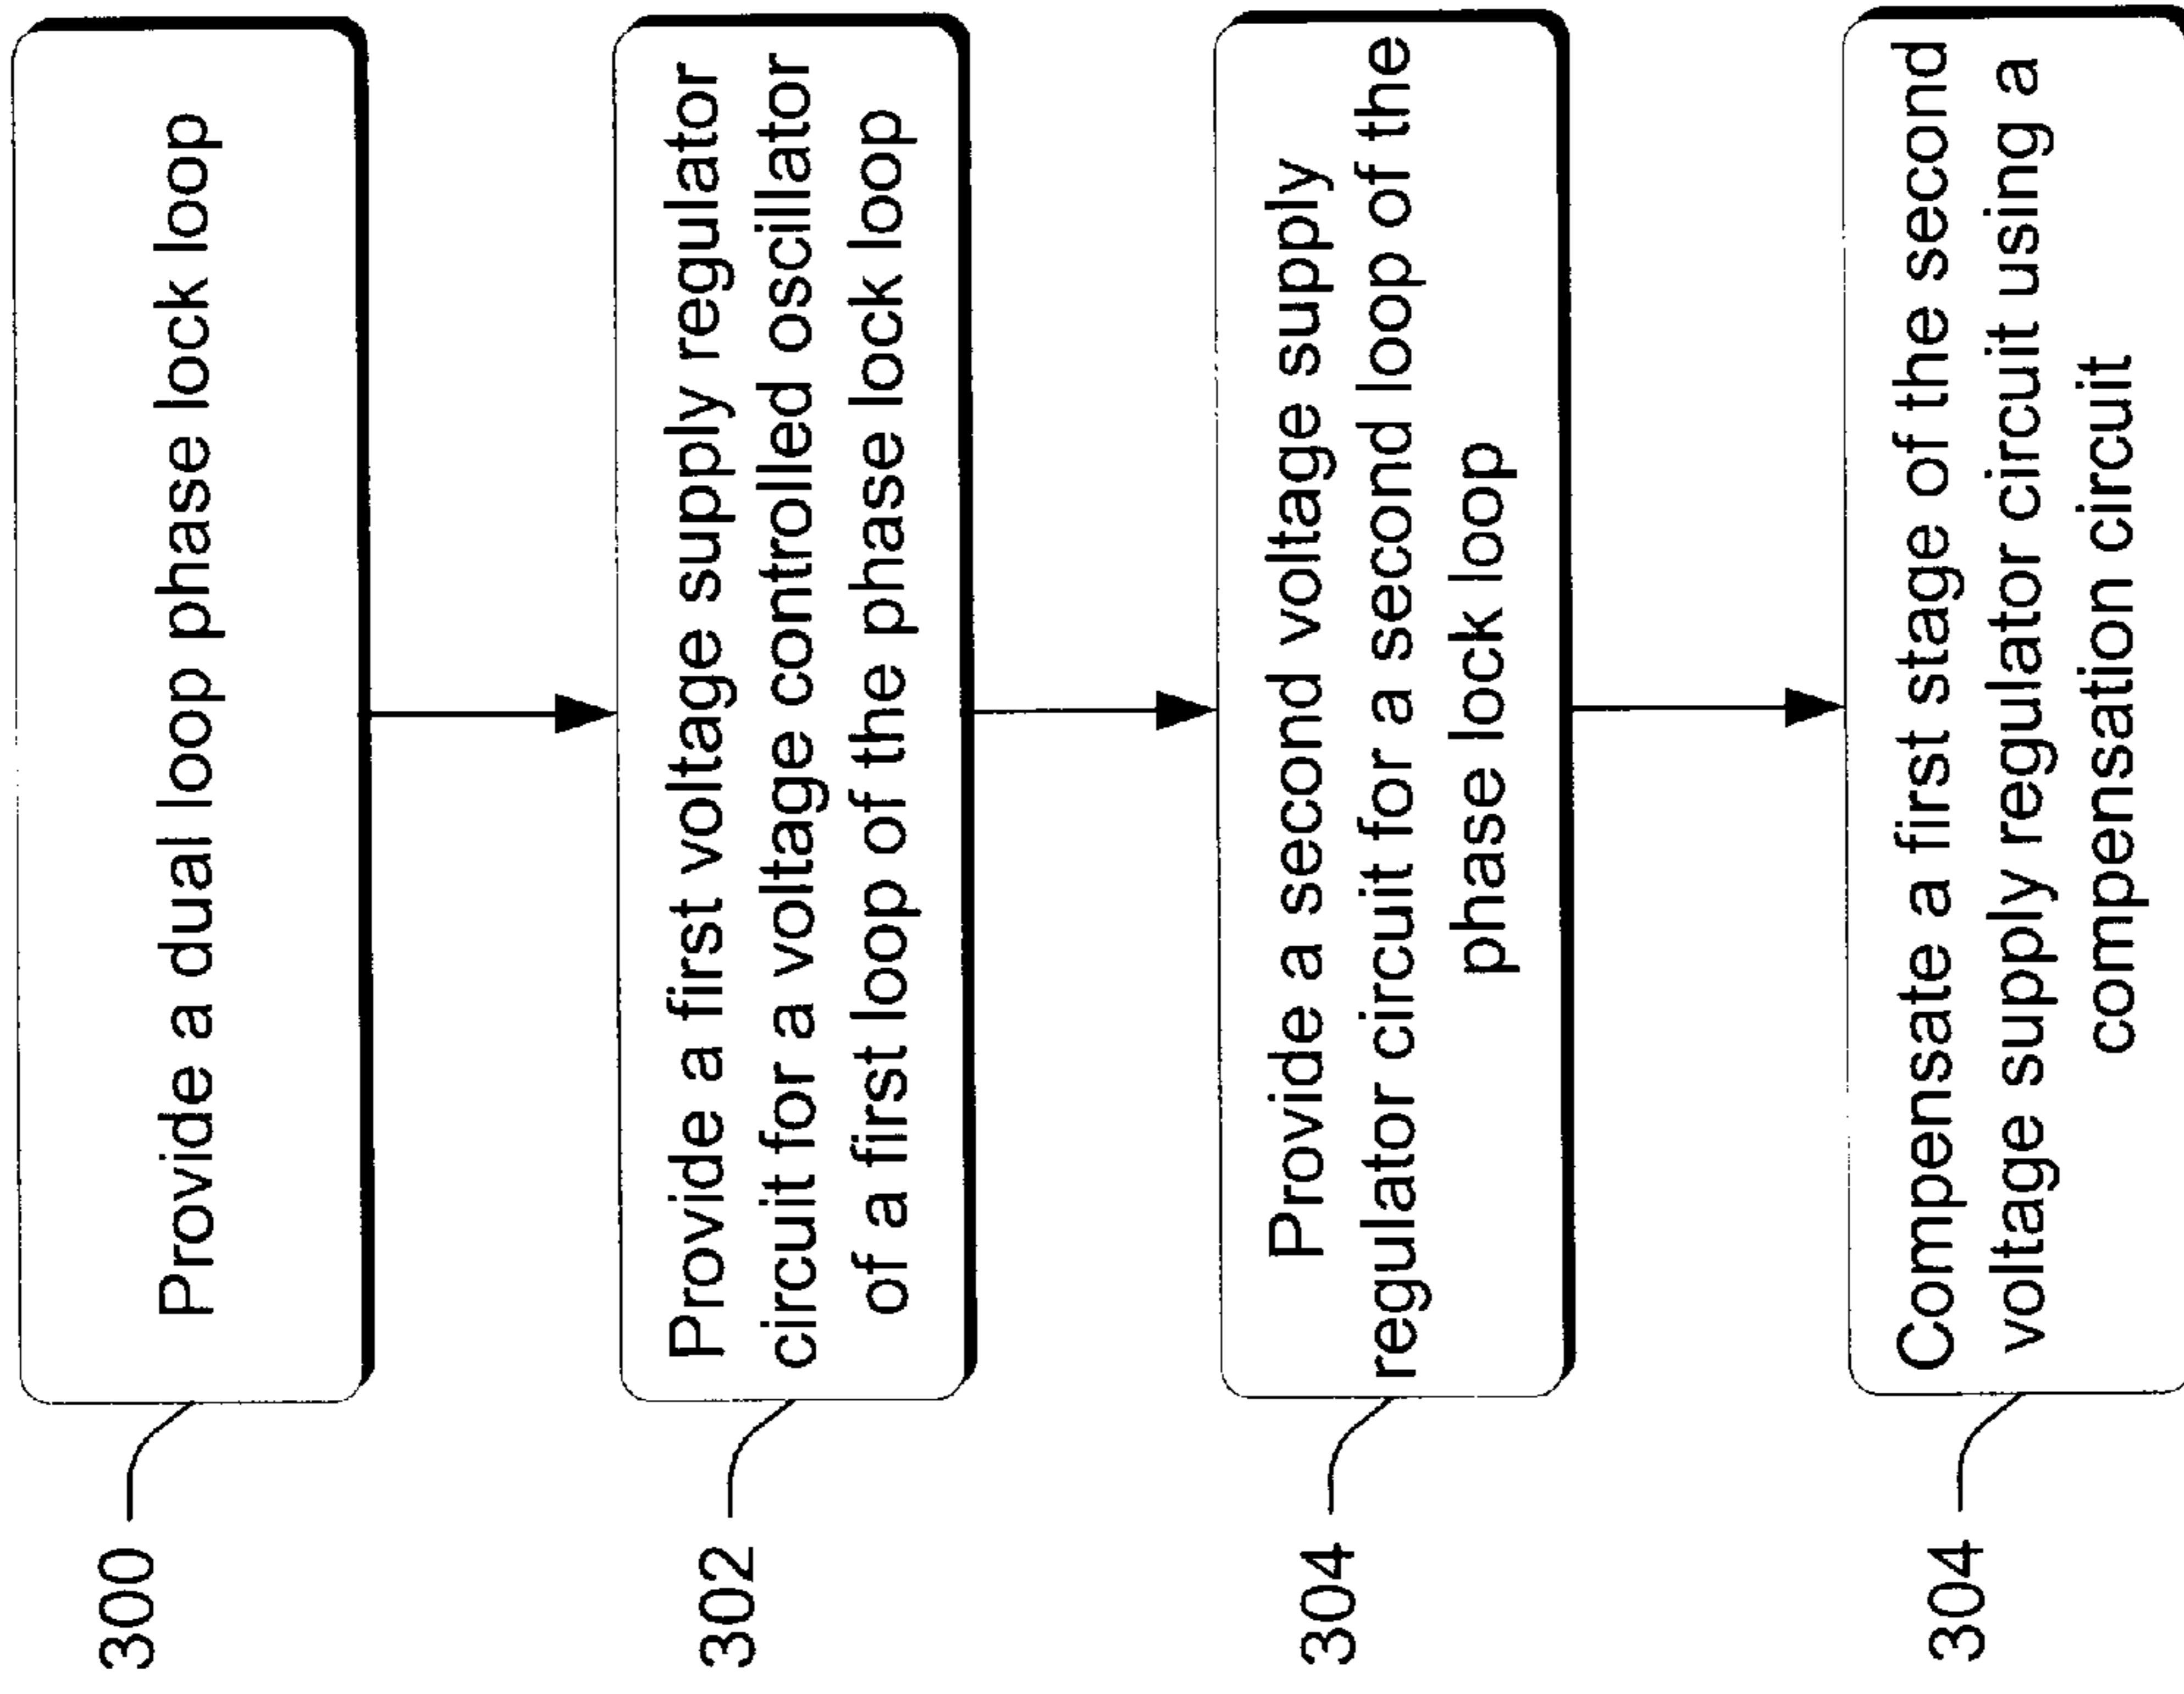 300
Provide a dual loop phase lock loop
302
Provide a first voltage supply regulator
circuit for a voltage controlled oscillator
of a first loop of the phase lock loop
304
Provide a second voltage supply
regulator circuit for a second loop of the
phase lock loop
304
Compensate a first stage of the second
voltage supply regulator circuit using a
compensation circuit